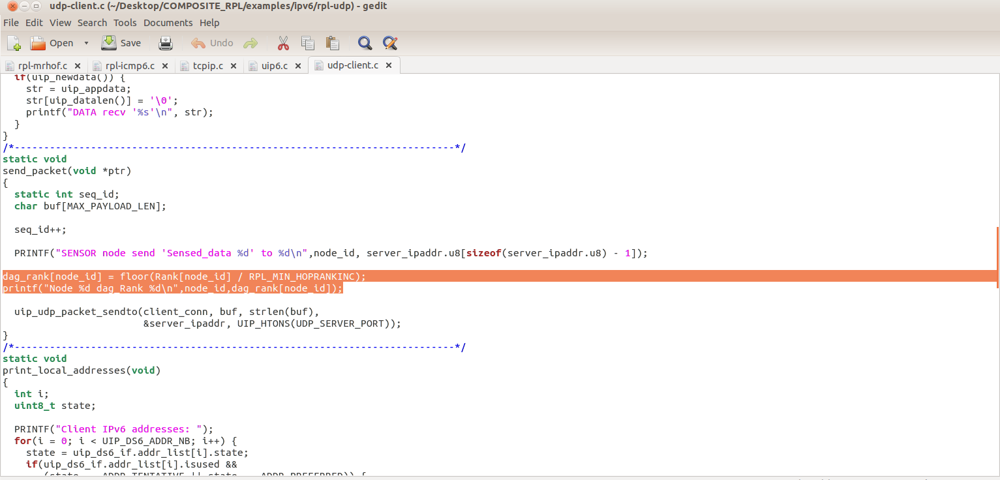 udp-client.c (~/Desktop/COMPOSITE_RPL/examples/ipv6/rpl-udp) - gedit
File Edit View Search Tools Documents Help
Open Save Undo
rpl-mrhof.c rpl-icmp6.c tcpip.c uip6.c udp-client.c
if(uip_newdata()) {
str = uip_appdata;
str[uip_datalen()] = '\0';
printf("DATA recv '%s'\n", str);
}
}
/*---------------------------------------------------------------------------*/
static void
send_packet(void *ptr)
{
static int seq_id;
char buf[MAX_PAYLOAD_LEN];
seq_id++;
PRINTF("SENSOR node send 'Sensed_data %d' to %d\n",node_id, server_ipaddr.u8[sizeof(server_ipaddr.u8) - 1]);
dag_rank[node_id] = floor(Rank[node_id] / RPL_MIN_HOPRANKINC);
printf("Node %d dag_Rank %d\n",node_id,dag_rank[node_id]);
uip_udp_packet_sendto(client_conn, buf, strlen(buf),
&server_ipaddr, UIP_HTONS(UDP_SERVER_PORT));
}
/*---------------------------------------------------------------------------*/
static void
print_local_addresses(void)
{
int i;
uint8_t state;
PRINTF("Client IPv6 addresses: ");
for(i = 0; i < UIP_DS6_ADDR_NB; i++) {
state = uip_ds6_if.addr_list[i].state;
if(uip_ds6_if.addr_list[i].isused &&